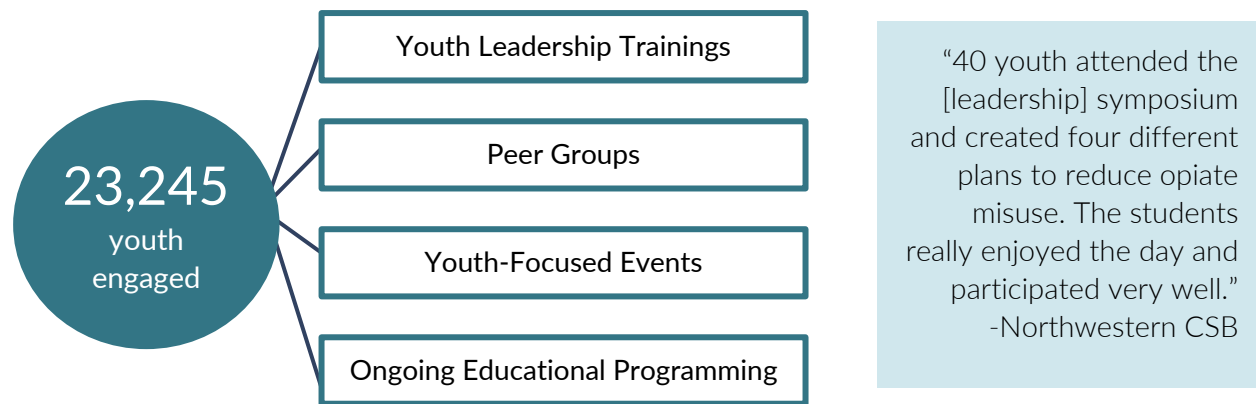 23,245
youth
engaged
Youth Leadership Trainings
Peer Groups
Youth-Focused Events
Ongoing Educational Programming
“40 youth attended the
[leadership] symposium
and created four different
plans to reduce opiate
misuse. The students
really enjoyed the day and
participated very well.”
-Northwestern CSB